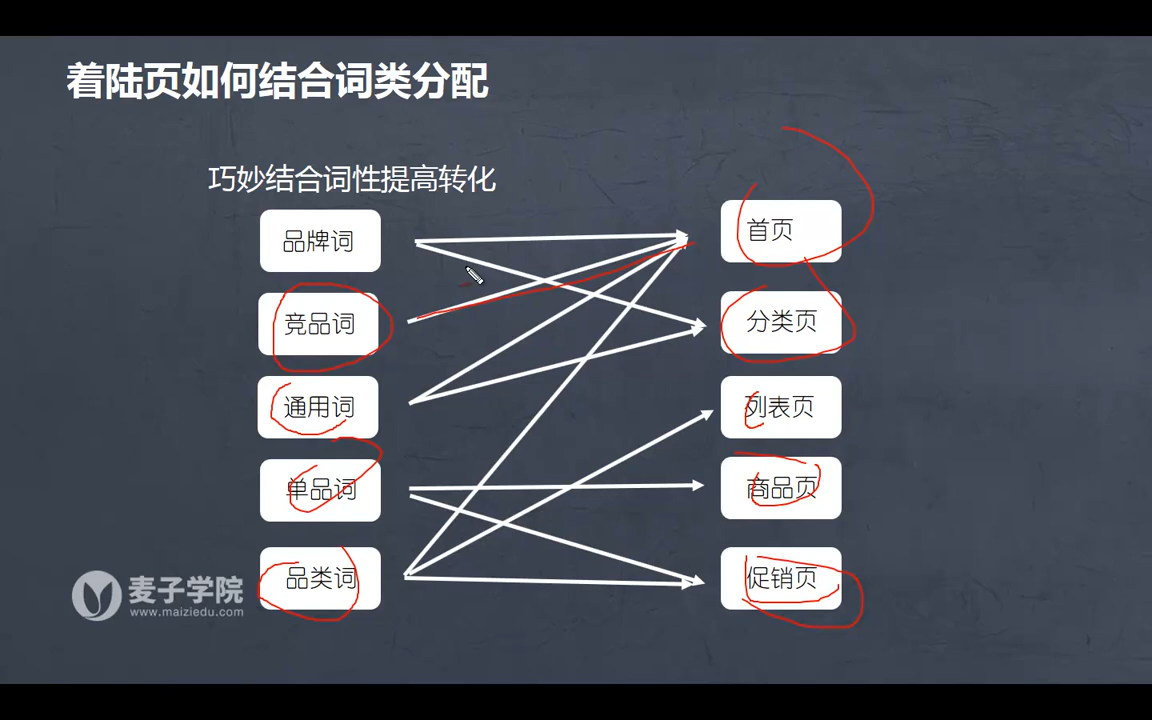 着陆页如何结合词类分配
巧妙结合词性提高转化
品牌词
首页
竞品词
分类页
通用词
列表页
单品词
商品页
品类词
促销页
麦子学院
www.maiziedu.com